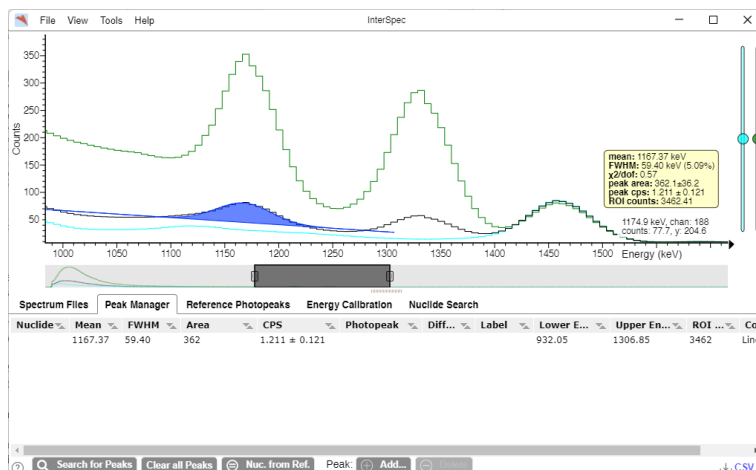 File View Tools Help InterSpec
350
300
250
200
150
100
50
Counts
1000 1050 1100 1150 1200 1250 1300 1350 1400 1450 1500
Energy (keV)
mean: 1167.37 keV
FWHM: 59.40 keV (5.09%)
χ2/dof: 0.57
peak area: 362.1±36.2
peak cps: 1.211 ± 0.121
ROI counts: 3462.41
1174.9 keV, chan: 188
counts: 77.7, y: 204.6
Spectrum Files Peak Manager Reference Photopeaks Energy Calibration Nuclide Search
Nuclide Mean FWHM Area CPS Photopeak Diff... Label Lower E... Upper En... ROI ... Co
1167.37 59.40 362 1.211 ± 0.121 932.05 1306.85 3462 Lin
? Search for Peaks Clear all Peaks Nuc. from Ref. Peak: Add... Delete CSV